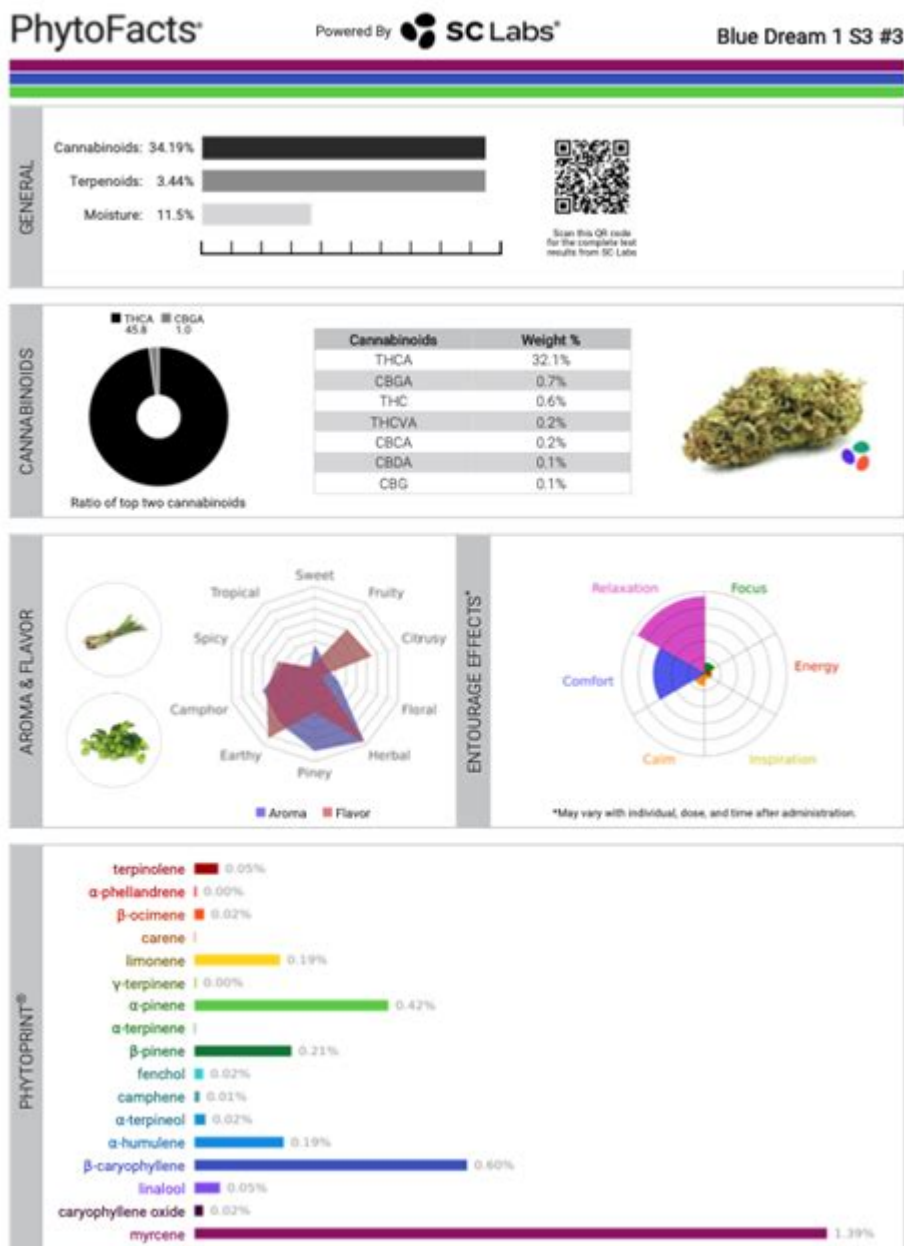 PhytoFacts®
Powered By SC Labs®
Blue Dream 1 S3 #3
GENERAL
Cannabinoids: 34.19%
Terpenoids: 3.44%
Moisture: 11.5%
Scan this QR code
for the complete test
results from SC Labs
CANNABINOIDS
THCA CBGA
45.8 1.0
Ratio of top two cannabinoids
Cannabinoids Weight %
THCA 32.1%
CBGA 0.7%
THC 0.6%
THCVA 0.2%
CBCA 0.2%
CBDA 0.1%
CBG 0.1%
AROMA & FLAVOR
Sweet
Fruity
Citrusy
Floral
Herbal
Piney
Earthy
Camphor
Spicy
Tropical
Aroma Flavor
ENTOURAGE EFFECTS*
Relaxation
Focus
Energy
Inspiration
Calm
Comfort
*May vary with individual, dose, and time after administration.
PHYTOPRINT®
terpinolene 0.05%
α-phellandrene 0.00%
β-ocimene 0.02%
carene
limonene 0.19%
γ-terpinene 0.00%
α-pinene 0.42%
α-terpinene
β-pinene 0.21%
fenchol 0.02%
camphene 0.01%
α-terpineol 0.02%
α-humulene 0.19%
β-caryophyllene 0.60%
linalool 0.05%
caryophyllene oxide 0.02%
myrcene 1.39%